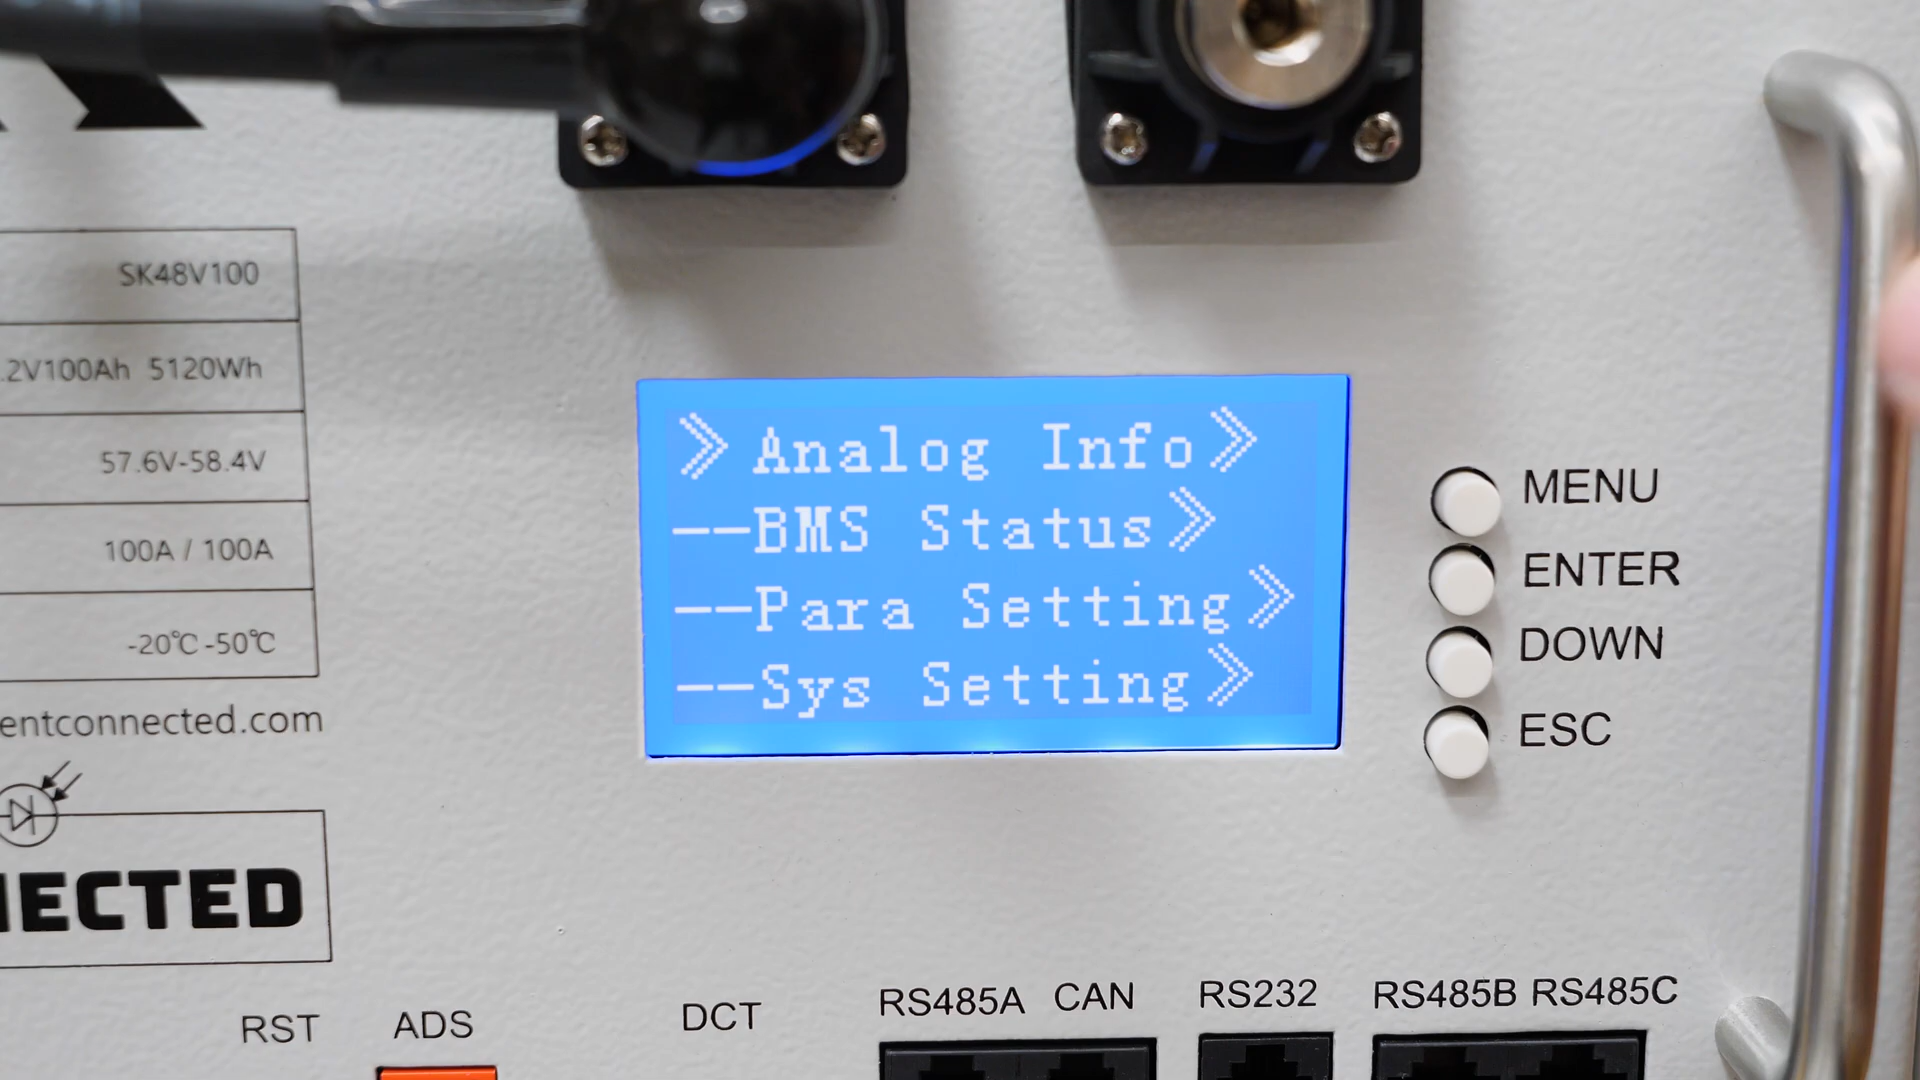 SK48V100
.2V100Ah 5120Wh
57.6V-58.4V
100A / 100A
-20℃-50℃
entconnected.com
NECTED
》Analog Info》
--BMS Status》
--Para Setting》
--Sys Setting》
MENU
ENTER
DOWN
ESC
RST
ADS
DCT
RS485A
CAN
RS232
RS485B
RS485C